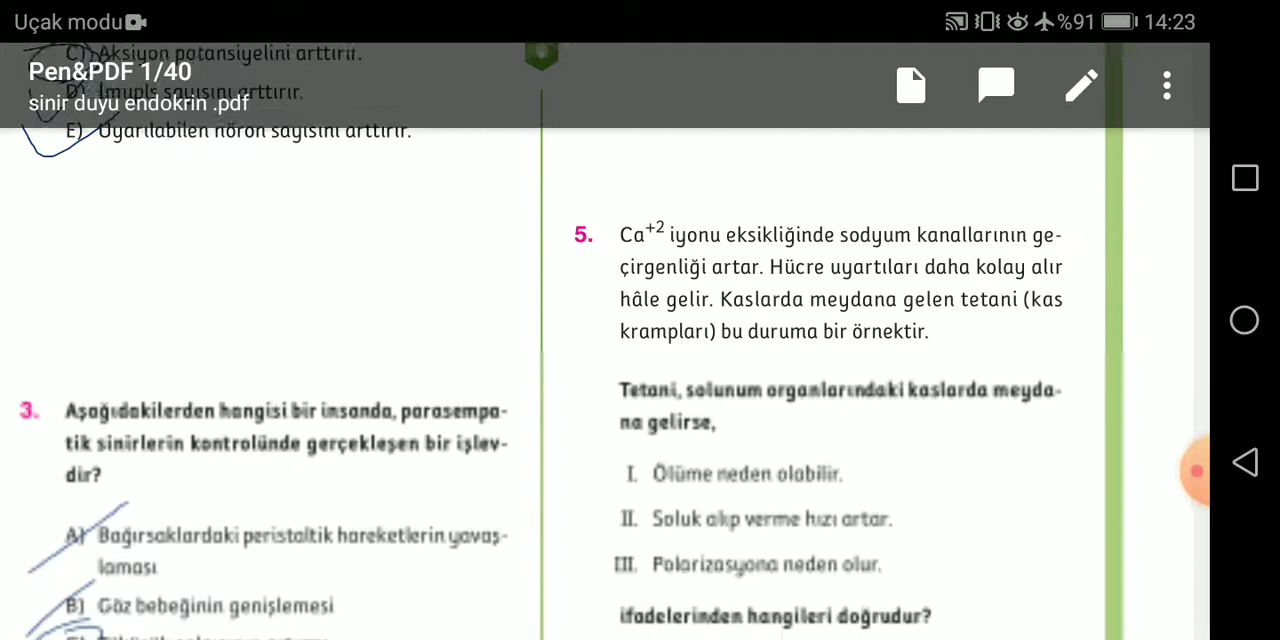 Uçak modu
%91 14:23
C) Aksiyon potansiyelini arttırır.
Pen&PDF 1/40
D) İmupls sayısını arttırır.
sinir duyu endokrin .pdf
E) Uyarılabilen nöron sayısını arttırır.
3. Aşağıdakilerden hangisi bir insanda, parasempa-
tik sinirlerin kontrolünde gerçekleşen bir işlev-
dir?
A) Bağırsaklardaki peristaltik hareketlerin yavaş-
laması
B) Göz bebeğinin genişlemesi
5. Ca+2 iyonu eksikliğinde sodyum kanallarının ge-
çirgenliği artar. Hücre uyartıları daha kolay alır
hâle gelir. Kaslarda meydana gelen tetani (kas
krampları) bu duruma bir örnektir.
Tetani, solunum organlarındaki kaslarda meyda-
na gelirse,
I. Ölüme neden olabilir.
II. Soluk alıp verme hızı artar.
III. Polarizasyona neden olur.
ifadelerinden hangileri doğrudur?